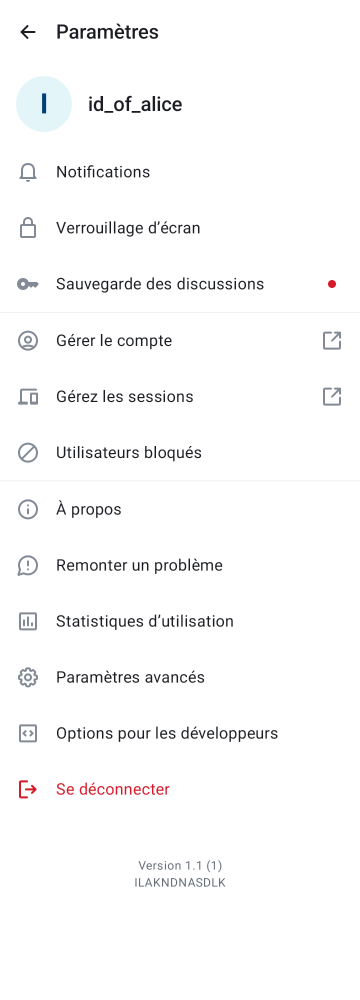 Paramètres
I
id_of_alice
Notifications
Verrouillage d’écran
Sauvegarde des discussions
Gérer le compte
Gérez les sessions
Utilisateurs bloqués
À propos
Remonter un problème
Statistiques d’utilisation
Paramètres avancés
Options pour les développeurs
Se déconnecter
Version 1.1 (1)
ILAKNDNASDLK